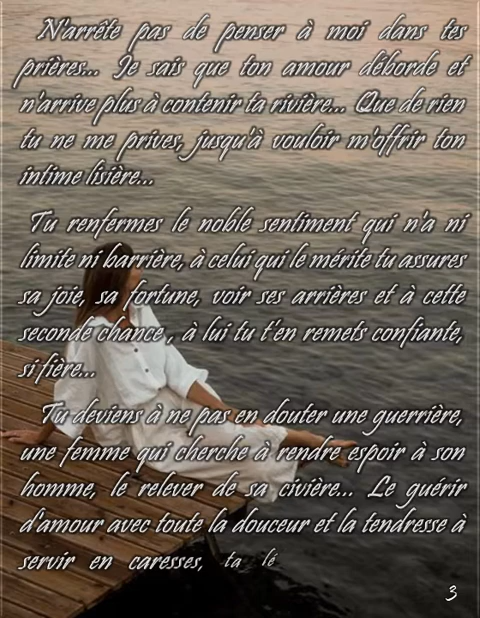 N'arrête pas de penser à moi dans tes
prières... Je sais que ton amour déborde et
n'arrive plus à contenir ta rivière... Que de rien
tu ne me prives, jusqu'à vouloir m'offrir ton
intime lisière...
Tu renfermes le noble sentiment qui n'a ni
limite ni barrière, à celui qui le mérite tu assures
sa joie, sa fortune, voir ses arrières et à cette
seconde chance , à lui tu t'en remets confiante,
si fière...
Tu deviens à ne pas en douter une guerrière,
une femme qui cherche à rendre espoir à son
homme, le relever de sa civière... Le guérir
d'amour avec toute la douceur et la tendresse à
servir en caresses, ta lé
3